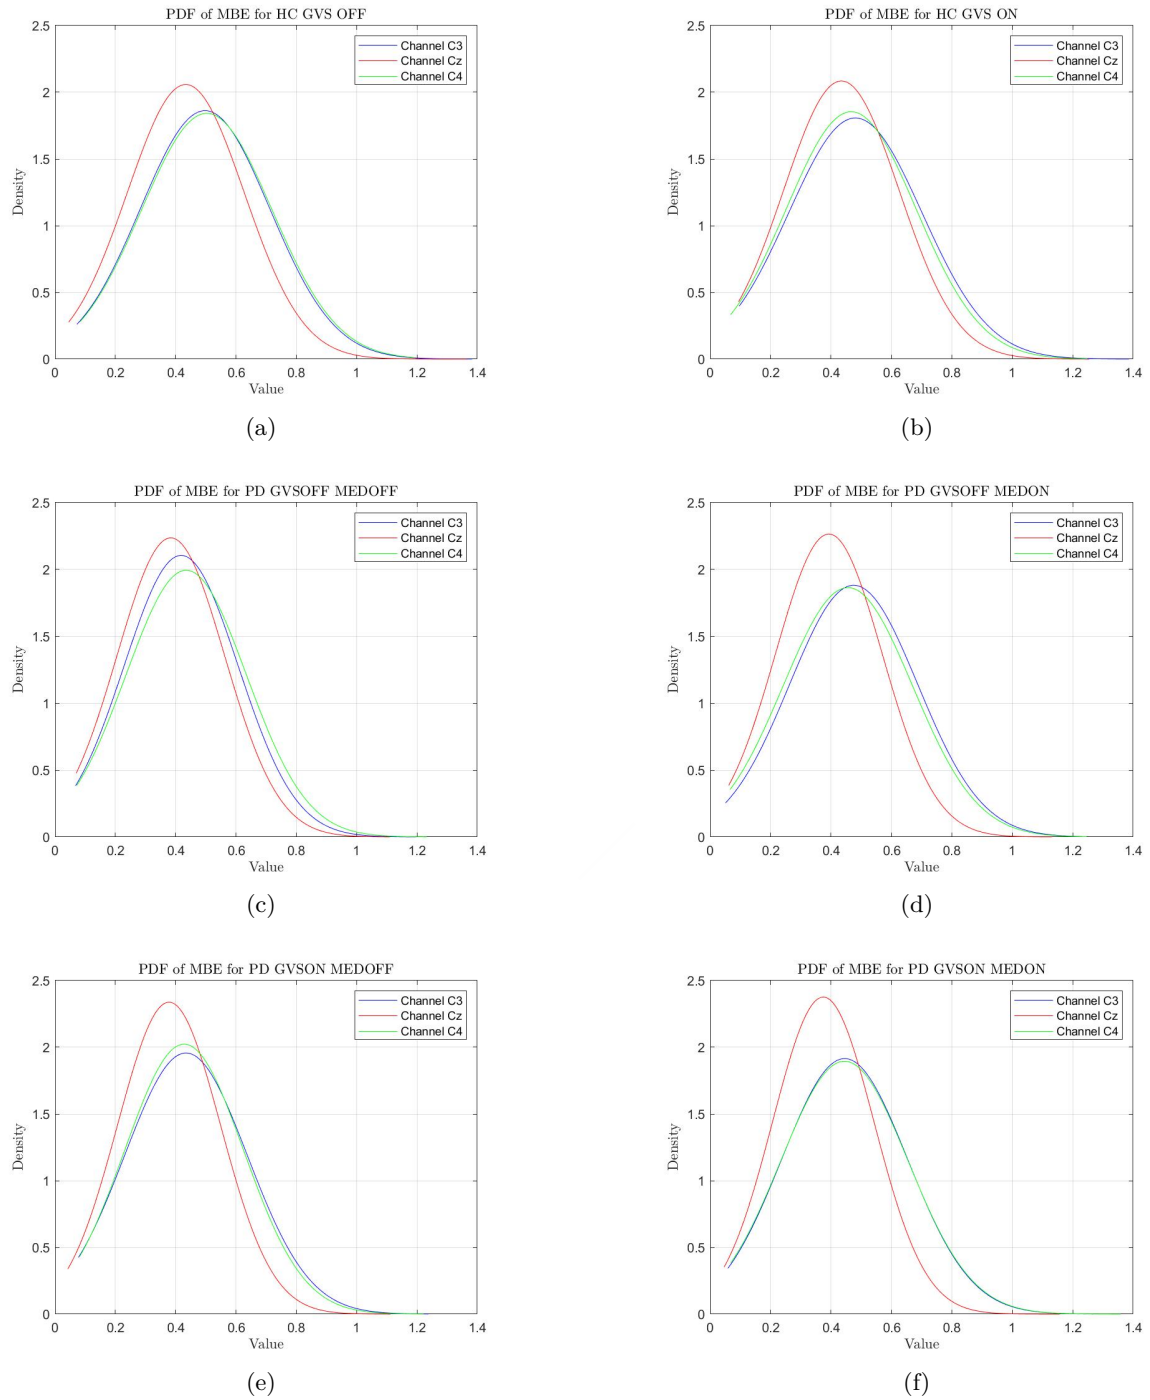 PDF of MBE for HC GVS OFF
2.5
2
1.5
1
0.5
0
Density
Channel C3
Channel Cz
Channel C4
0 0.2 0.4 0.6 0.8 1 1.2 1.4
Value
(a)
PDF of MBE for HC GVS ON
2.5
2
1.5
1
0.5
0
Density
Channel C3
Channel Cz
Channel C4
0 0.2 0.4 0.6 0.8 1 1.2 1.4
Value
(b)
PDF of MBE for PD GVSOFF MEDOFF
2.5
2
1.5
1
0.5
0
Density
Channel C3
Channel Cz
Channel C4
0 0.2 0.4 0.6 0.8 1 1.2 1.4
Value
(c)
PDF of MBE for PD GVSOFF MEDON
2.5
2
1.5
1
0.5
0
Density
Channel C3
Channel Cz
Channel C4
0 0.2 0.4 0.6 0.8 1 1.2 1.4
Value
(d)
PDF of MBE for PD GVSON MEDOFF
2.5
2
1.5
1
0.5
0
Density
Channel C3
Channel Cz
Channel C4
0 0.2 0.4 0.6 0.8 1 1.2 1.4
Value
(e)
PDF of MBE for PD GVSON MEDON
2.5
2
1.5
1
0.5
0
Density
Channel C3
Channel Cz
Channel C4
0 0.2 0.4 0.6 0.8 1 1.2 1.4
Value
(f)